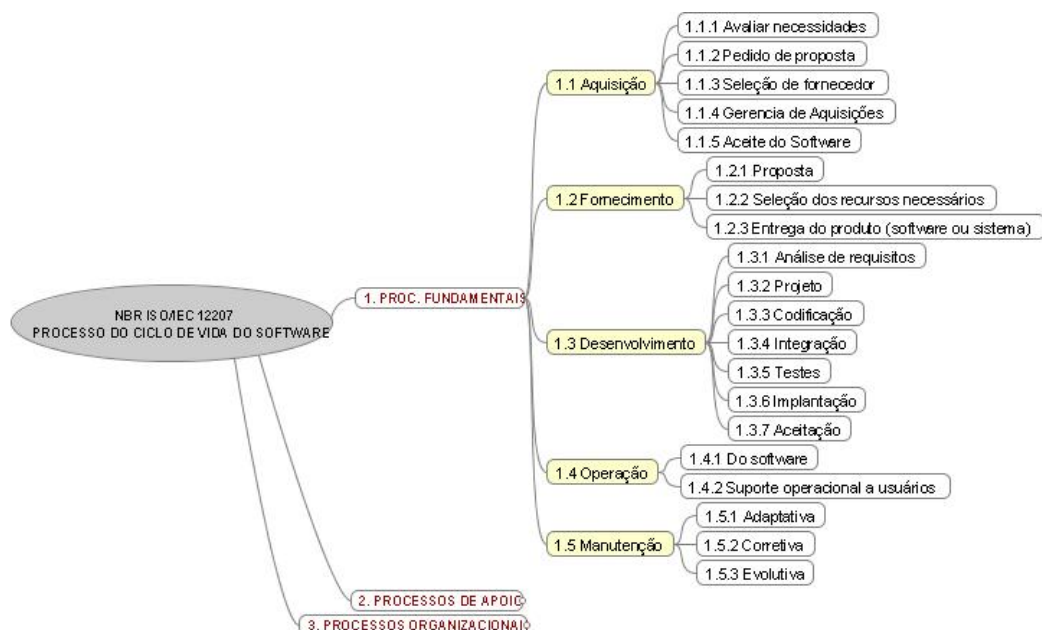 NBR ISO/IEC 12207
PROCESSO DO CICLO DE VIDA DO SOFTWARE
1. PROC. FUNDAMENTAIS
1.1 Aquisição
1.1.1 Avaliar necessidades
1.1.2 Pedido de proposta
1.1.3 Seleção de fornecedor
1.1.4 Gerencia de Aquisições
1.1.5 Aceite do Software
1.2 Fornecimento
1.2.1 Proposta
1.2.2 Seleção dos recursos necessários
1.2.3 Entrega do produto (software ou sistema)
1.3 Desenvolvimento
1.3.1 Análise de requisitos
1.3.2 Projeto
1.3.3 Codificação
1.3.4 Integração
1.3.5 Testes
1.3.6 Implantação
1.3.7 Aceitação
1.4 Operação
1.4.1 Do software
1.4.2 Suporte operacional a usuários
1.5 Manutenção
1.5.1 Adaptativa
1.5.2 Corretiva
1.5.3 Evolutiva
2. PROCESSOS DE APOIO
3. PROCESSOS ORGANIZACIONAI